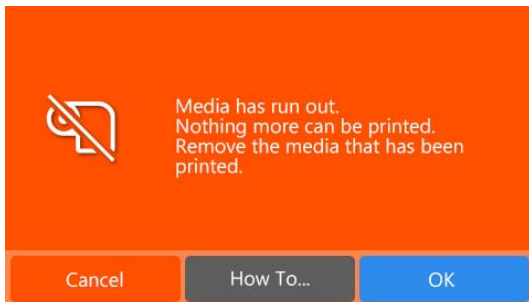 Media has run out.
Nothing more can be printed.
Remove the media that has been
printed.
Cancel
How To...
OK